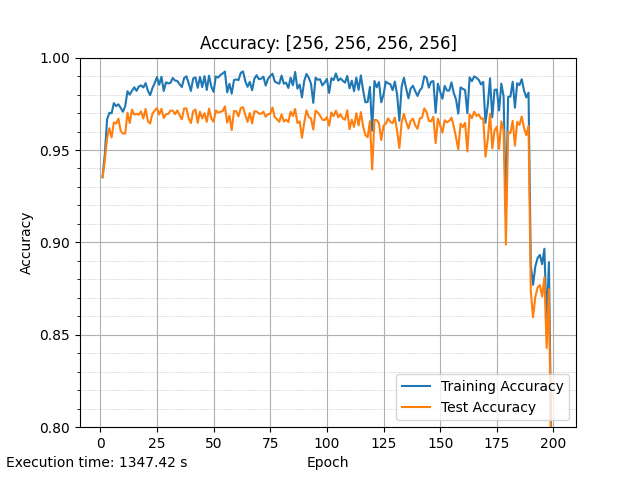 Accuracy: [256, 256, 256, 256]
1.00
0.95
0.90
0.85
0.80
Accuracy
Training Accuracy
Test Accuracy
0 25 50 75 100 125 150 175 200
Execution time: 1347.42 s
Epoch